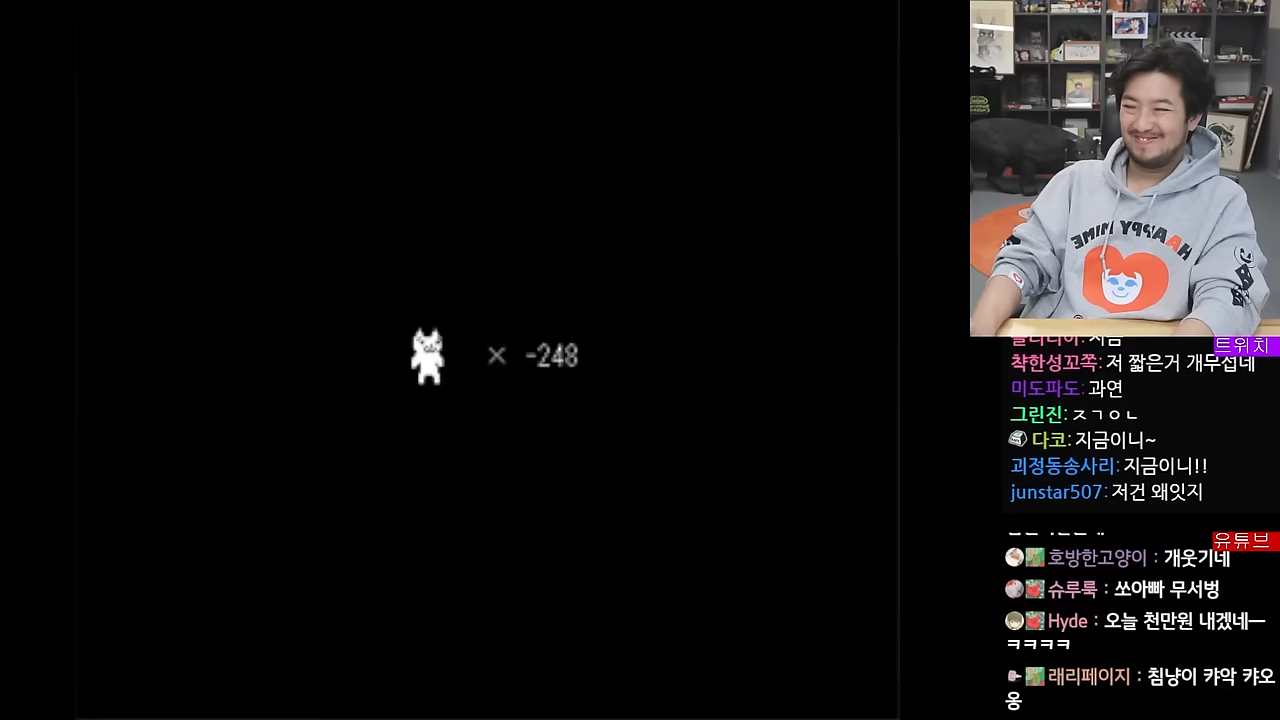 × -248
HAAPPY MIME
트위치
지금
착한성꼬쪽: 저 짧은거 개무섭네
미도파도: 과연
그린진: ㅈㄱㅇㄴ
다코: 지금이니~
괴정동송사리: 지금이니!!
junstar507: 저건 왜잇지
유튜브
호방한고양이 : 개웃기네
슈루룩 : 쏘아빠 무서벙
Hyde : 오늘 천만원 내겠네ㅡ
ㅋㅋㅋㅋ
래리페이지 : 침냥이 캬악 캬오
옹